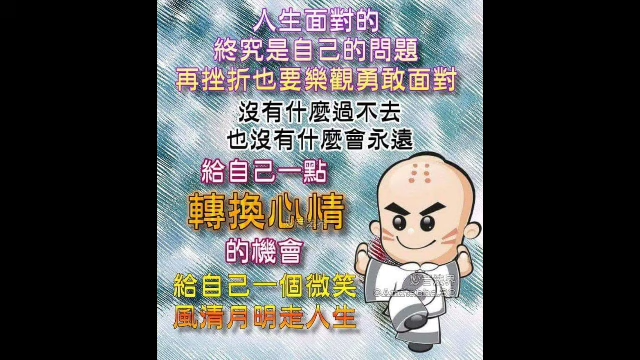 人生面對的
終究是自己的問題
再挫折也要樂觀勇敢面對
沒有什麼過不去
也沒有什麼會永遠
給自己一點
轉換心情
的機會
給自己一個微笑
風清月明走人生